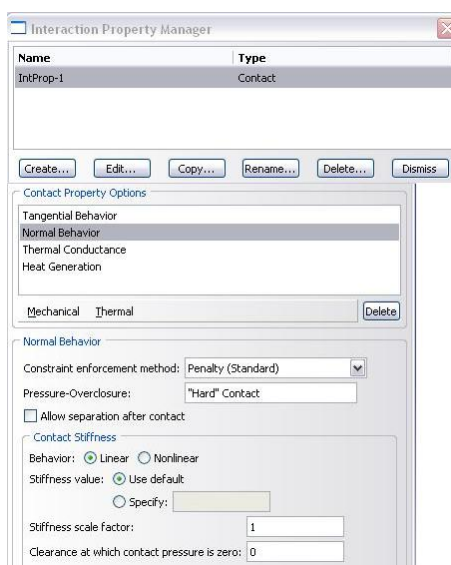 Interaction Property Manager
Name Type
IntProp-1 Contact
Create... Edit... Copy... Rename... Delete... Dismiss
Contact Property Options
Tangential Behavior
Normal Behavior
Thermal Conductance
Heat Generation
Mechanical Thermal Delete
Normal Behavior
Constraint enforcement method: Penalty (Standard)
Pressure-Overclosure: "Hard" Contact
Allow separation after contact
Contact Stiffness
Behavior: Linear Nonlinear
Stiffness value: Use default
Specify:
Stiffness scale factor: 1
Clearance at which contact pressure is zero: 0